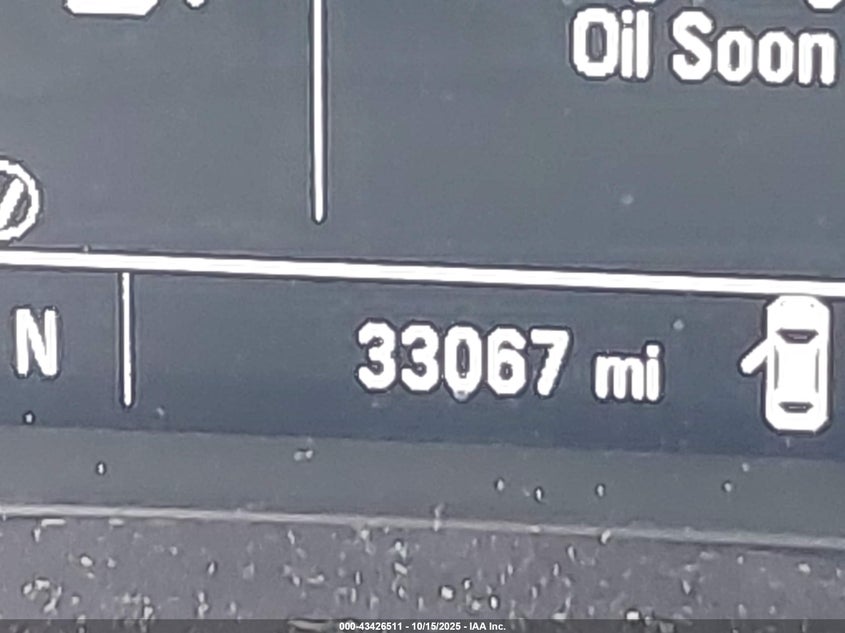 Oil Soon
N
33067 mi
000-43426511 - 10/15/2025 - IAA Inc.